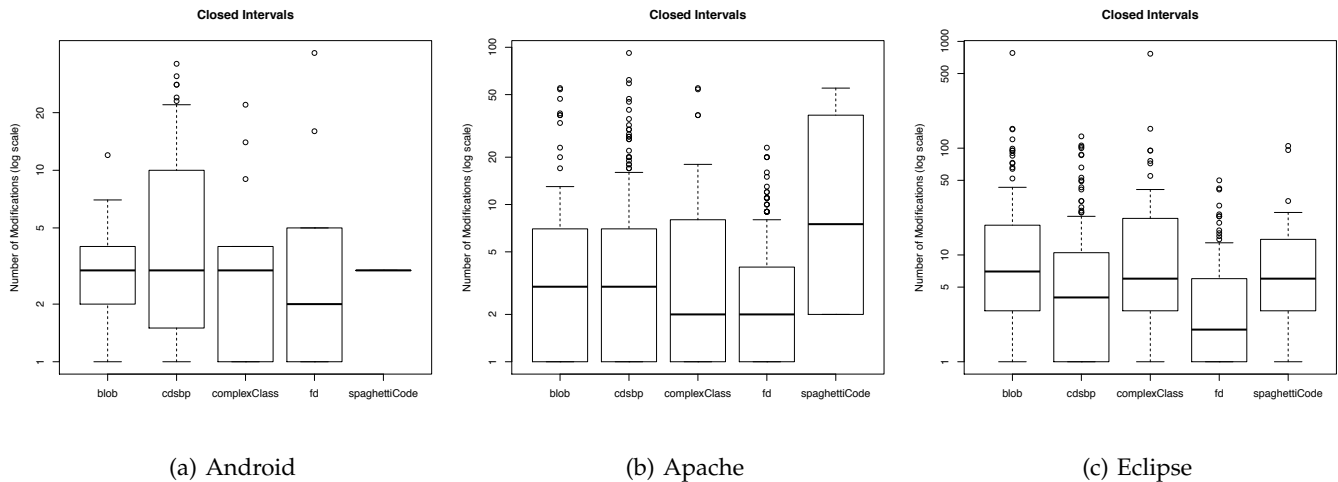 Closed Intervals
Number of Modifications (log scale)
20
10
5
2
1
blob cdsbp complexClass fd spaghettiCode
(a) Android
Closed Intervals
Number of Modifications (log scale)
100
50
20
10
5
2
1
blob cdsbp complexClass fd spaghettiCode
(b) Apache
Closed Intervals
Number of Modifications (log scale)
1000
500
100
50
10
5
1
blob cdsbp complexClass fd spaghettiCode
(c) Eclipse